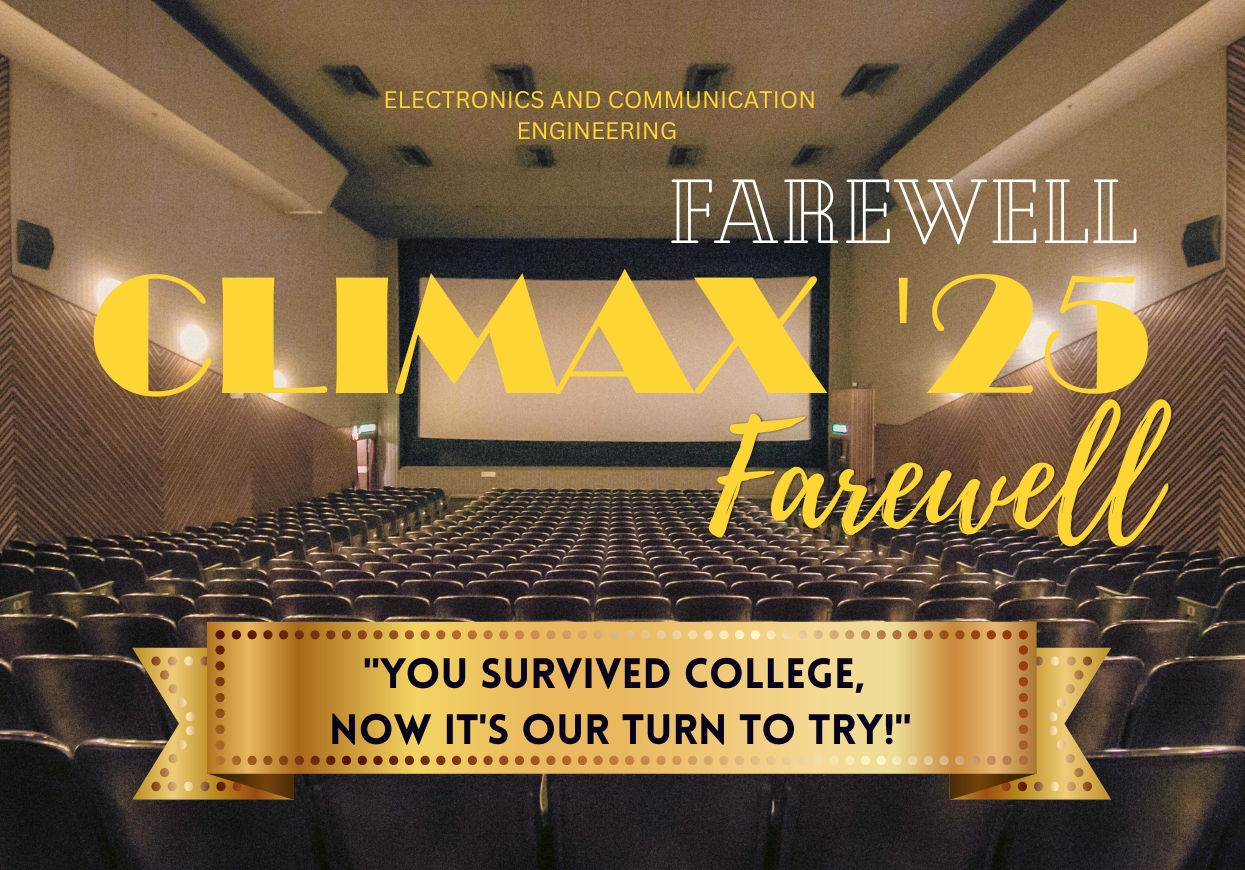 ELECTRONICS AND COMMUNICATION
ENGINEERING
FAREWELL
CLIMAX '25
Farewell
"YOU SURVIVED COLLEGE,
NOW IT'S OUR TURN TO TRY!"